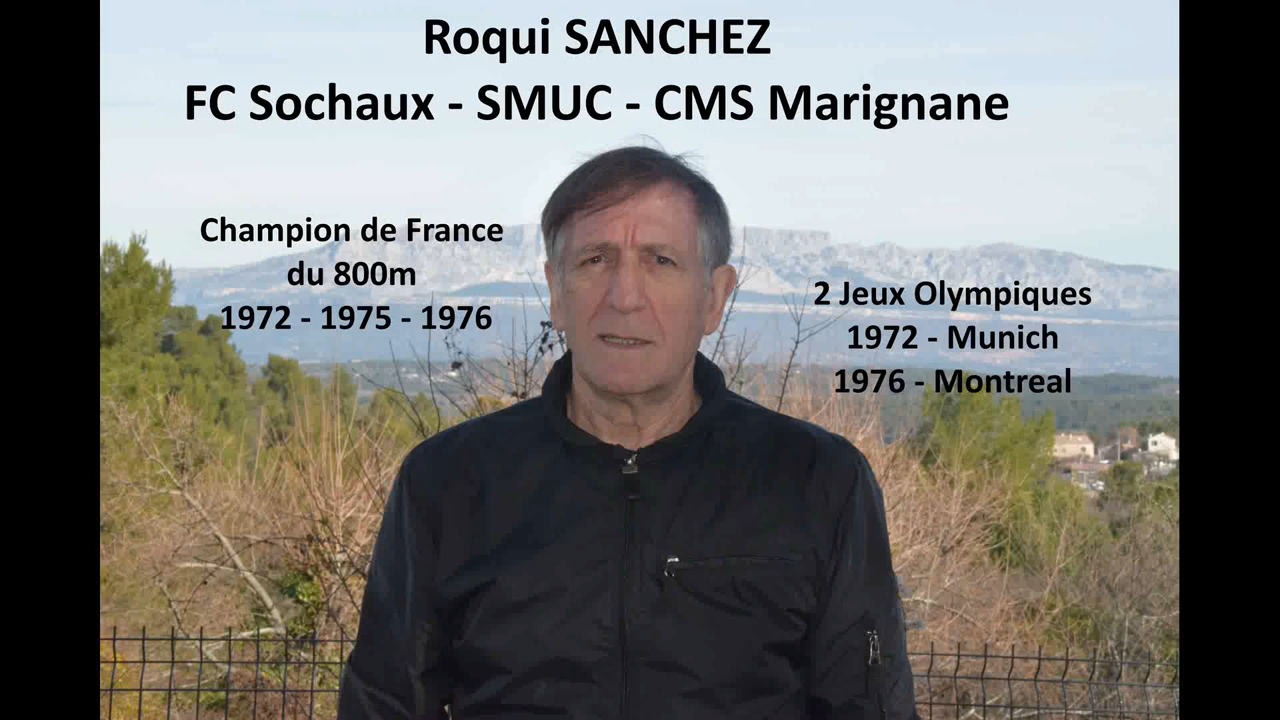 Roqui SANCHEZ
FC Sochaux - SMUC - CMS Marignane
Champion de France
du 800m
1972 - 1975 - 1976
2 Jeux Olympiques
1972 - Munich
1976 - Montreal